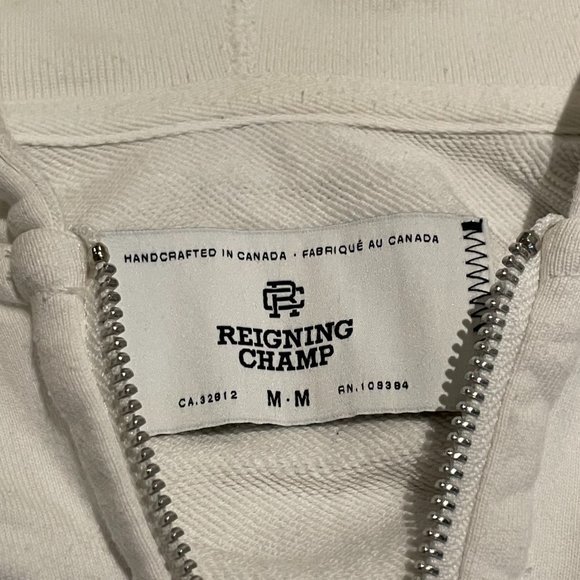 HANDCRAFTED IN CANADA · FABRIQUÉ AU CANADA
RC
REIGNING
CHAMP
CA.32812 M·M RN.109394